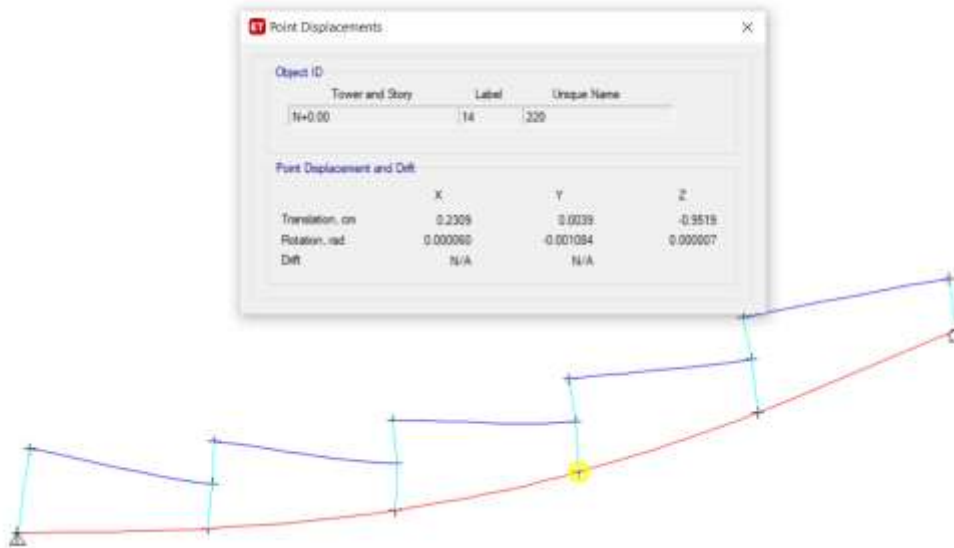 ET Point Displacements
Object ID
Tower and Story Label Unique Name
N+0.00 14 220
Point Displacement and Drift
X Y Z
Translation, cm 0.2309 0.0039 -0.9519
Rotation, rad 0.000060 -0.001084 0.000007
Drift N/A N/A